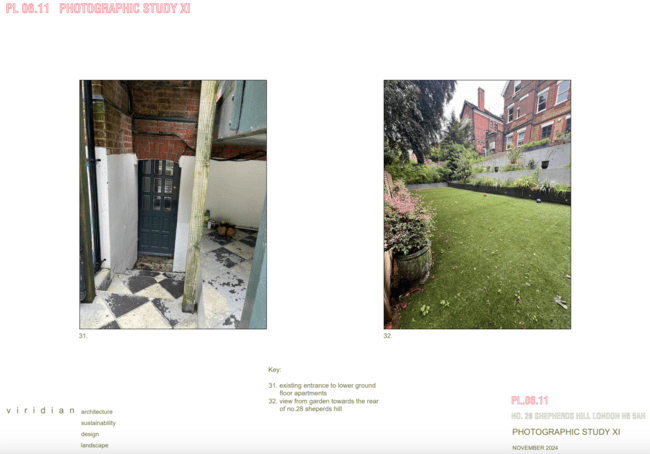 PL 06.11 PHOTOGRAPHIC STUDY XI
31.
32.
Key:
31. existing entrance to lower ground
floor apartments
32. view from garden towards the rear
of no.28 sheperds hill
viridian architecture
sustainability
design
landscape
PL.06.11
NO. 28 SHEPHERDS HILL, LONDON N6 5AH
PHOTOGRAPHIC STUDY XI
NOVEMBER 2024